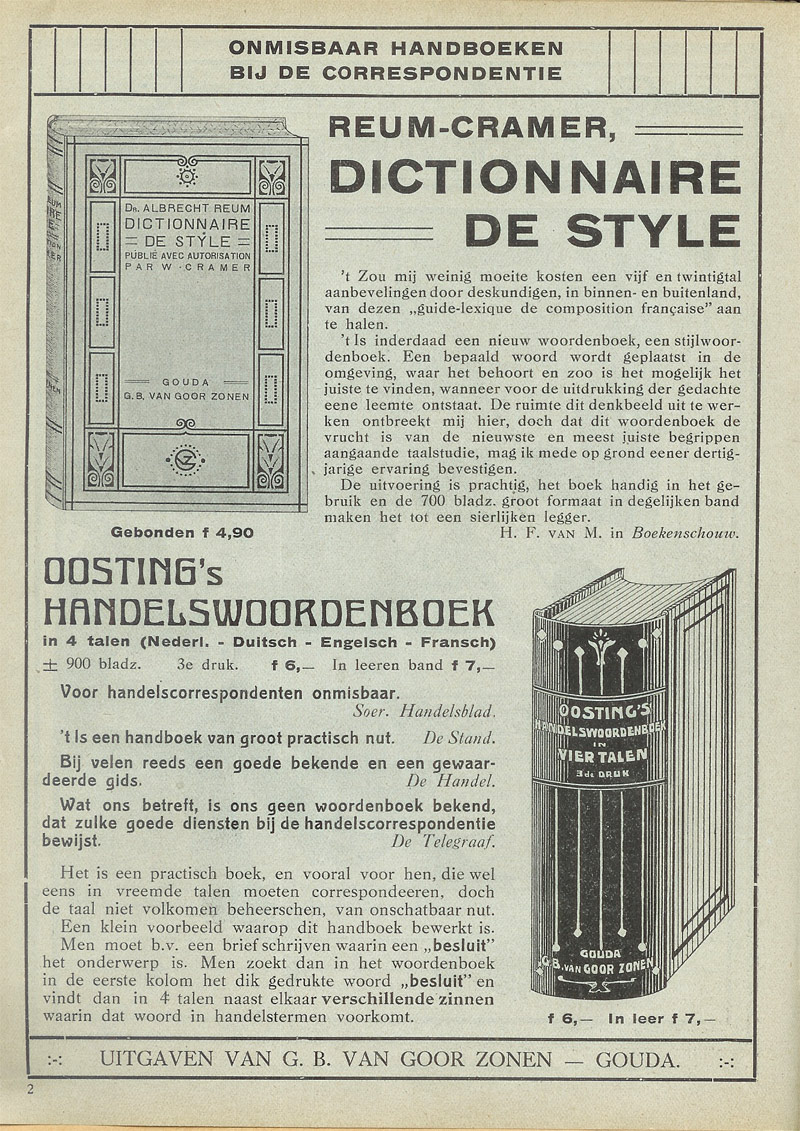 ONMISBAAR HANDBOEKEN
BIJ DE CORRESPONDENTIE
REUM-CRAMER,
DICTIONNAIRE
DE STYLE
DR. ALBRECHT REUM
DICTIONNAIRE
DE STYLE
PUBLIÉ AVEC AUTORISATION
PAR W. CRAMER
GOUDA
G. B. VAN GOOR ZONEN
Gebonden f 4,90
't Zou mij weinig moeite kosten een vijf en twintigtal
aanbevelingen door deskundigen, in binnen- en buitenland,
van dezen „guide-lexique de composition française” aan
te halen.
't Is inderdaad een nieuw woordenboek, een stijlwoor-
denboek. Een bepaald woord wordt geplaatst in de
omgeving, waar het behoort en zoo is het mogelijk het
juiste te vinden, wanneer voor de uitdrukking der gedachte
eene leemte ontstaat. De ruimte dit denkbeeld uit te wer-
ken ontbreekt mij hier, doch dat dit woordenboek de
vrucht is van de nieuwste en meest juiste begrippen
aangaande taalstudie, mag ik mede op grond eener dertig-
jarige ervaring bevestigen.
De uitvoering is prachtig, het boek handig in het ge-
bruik en de 700 bladz. groot formaat in degelijken band
maken het tot een sierlijken legger.
H. F. VAN M. in Boekenschouw.
OOSTING's
HANDELSWOORDENBOEK
in 4 talen (Nederl. - Duitsch - Engelsch - Fransch)
± 900 bladz. 3e druk. f 6,— In leeren band f 7,—
Voor handelscorrespondenten onmisbaar.
Soer. Handelsblad.
't Is een handboek van groot practisch nut. De Stand.
Bij velen reeds een goede bekende en een gewaar-
deerde gids. De Handel.
Wat ons betreft, is ons geen woordenboek bekend,
dat zulke goede diensten bij de handelscorrespondentie
bewijst. De Telegraaf.
Het is een practisch boek, en vooral voor hen, die wel
eens in vreemde talen moeten correspondeeren, doch
de taal niet volkomen beheerschen, van onschatbaar nut.
Een klein voorbeeld waarop dit handboek bewerkt is.
Men moet b.v. een brief schrijven waarin een „besluit”
het onderwerp is. Men zoekt dan in het woordenboek
in de eerste kolom het dik gedrukte woord „besluit” en
vindt dan in 4 talen naast elkaar verschillende zinnen
waarin dat woord in handelstermen voorkomt.
OOSTING'S
HANDELSWOORDENBOEK
IN
VIER TALEN
3de DRUK
GOUDA
G. B. VAN GOOR ZONEN
f 6,— In leer f 7,—
:-: UITGAVEN VAN G. B. VAN GOOR ZONEN — GOUDA. :-:
2